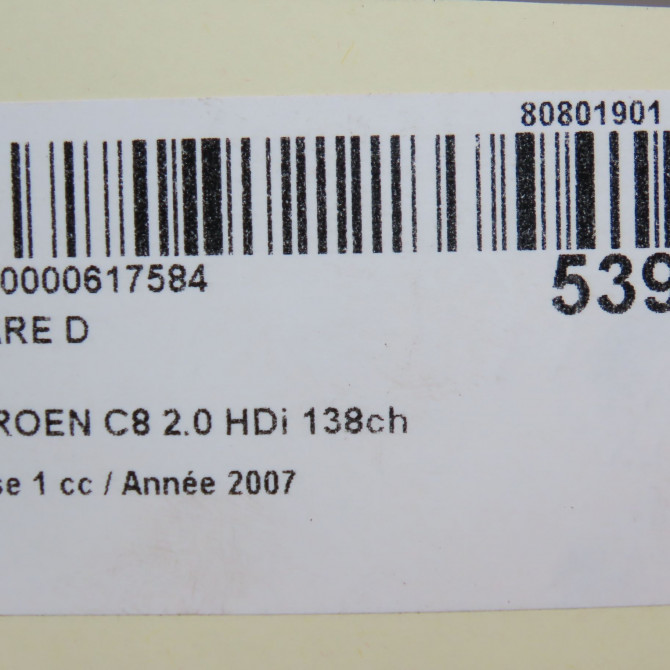 80801901
0000617584
539
ARE D
ROEN C8 2.0 HDi 138ch
se 1 cc / Année 2007